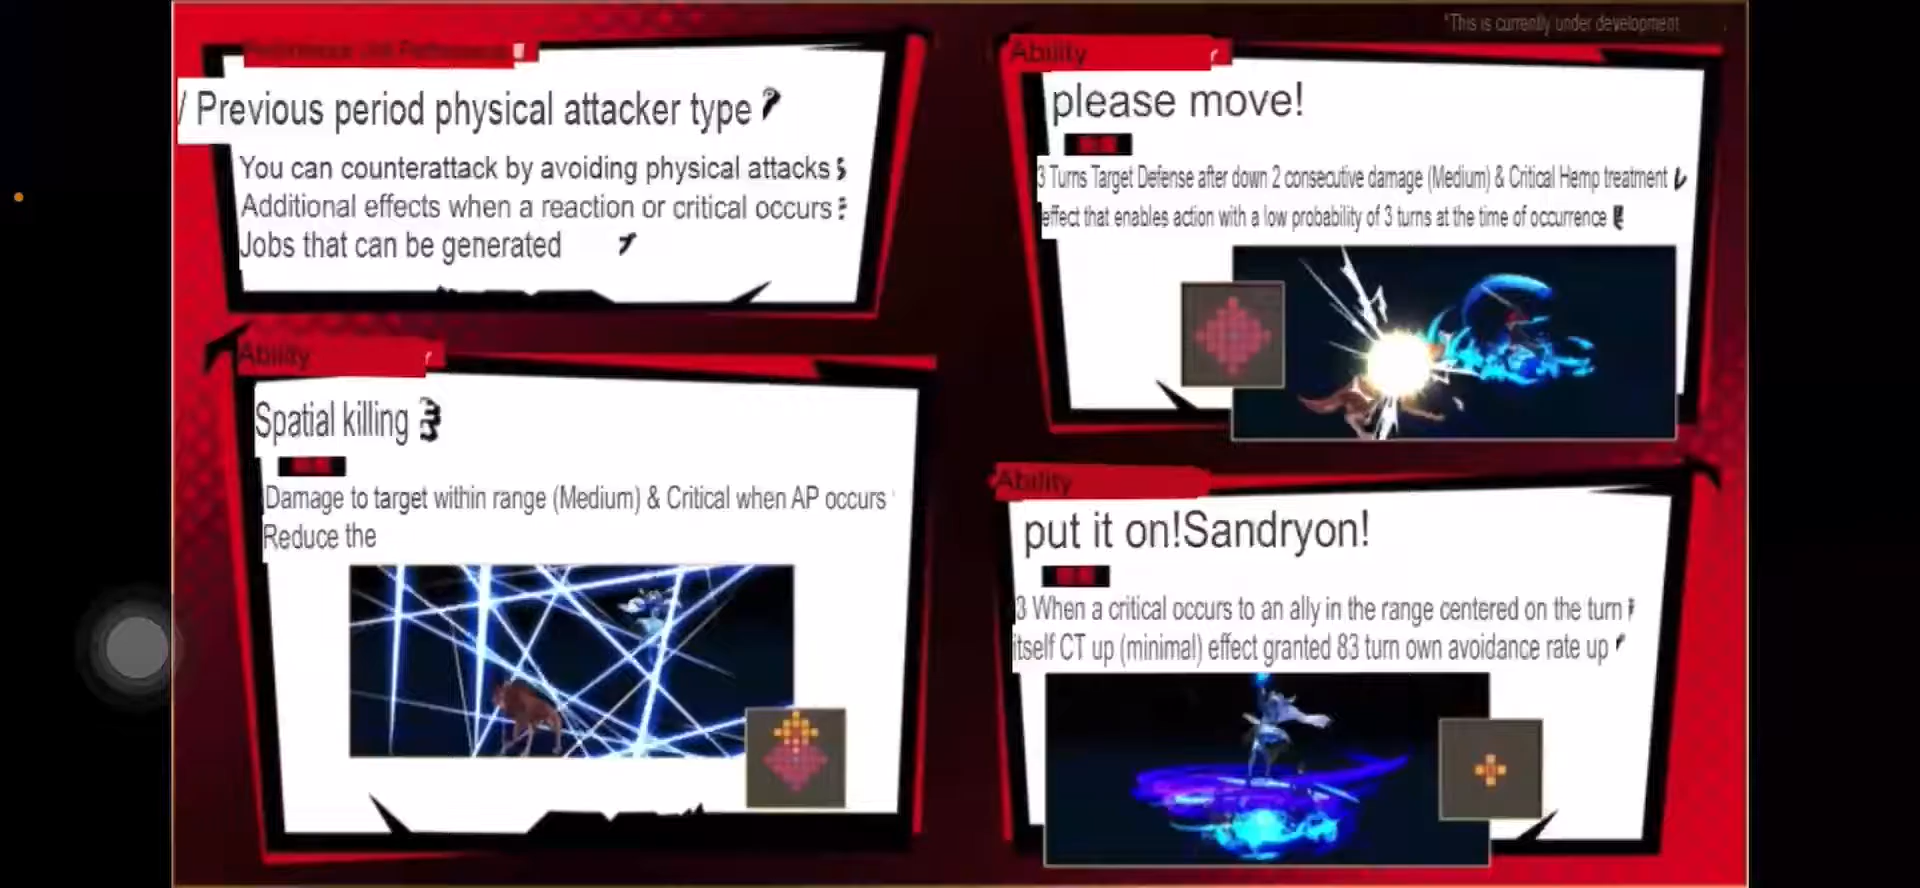 *This is currently under development
/ Previous period physical attacker type
You can counterattack by avoiding physical attacks
Additional effects when a reaction or critical occurs
Jobs that can be generated
Ability
please move!
3 Turns Target Defense after down 2 consecutive damage (Medium) & Critical Hemp treatment
effect that enables action with a low probability of 3 turns at the time of occurrence
Ability
Spatial killing
Damage to target within range (Medium) & Critical when AP occurs
Reduce the
Ability
put it on!Sandryon!
3 When a critical occurs to an ally in the range centered on the turn
itself CT up (minimal) effect granted 83 turn own avoidance rate up